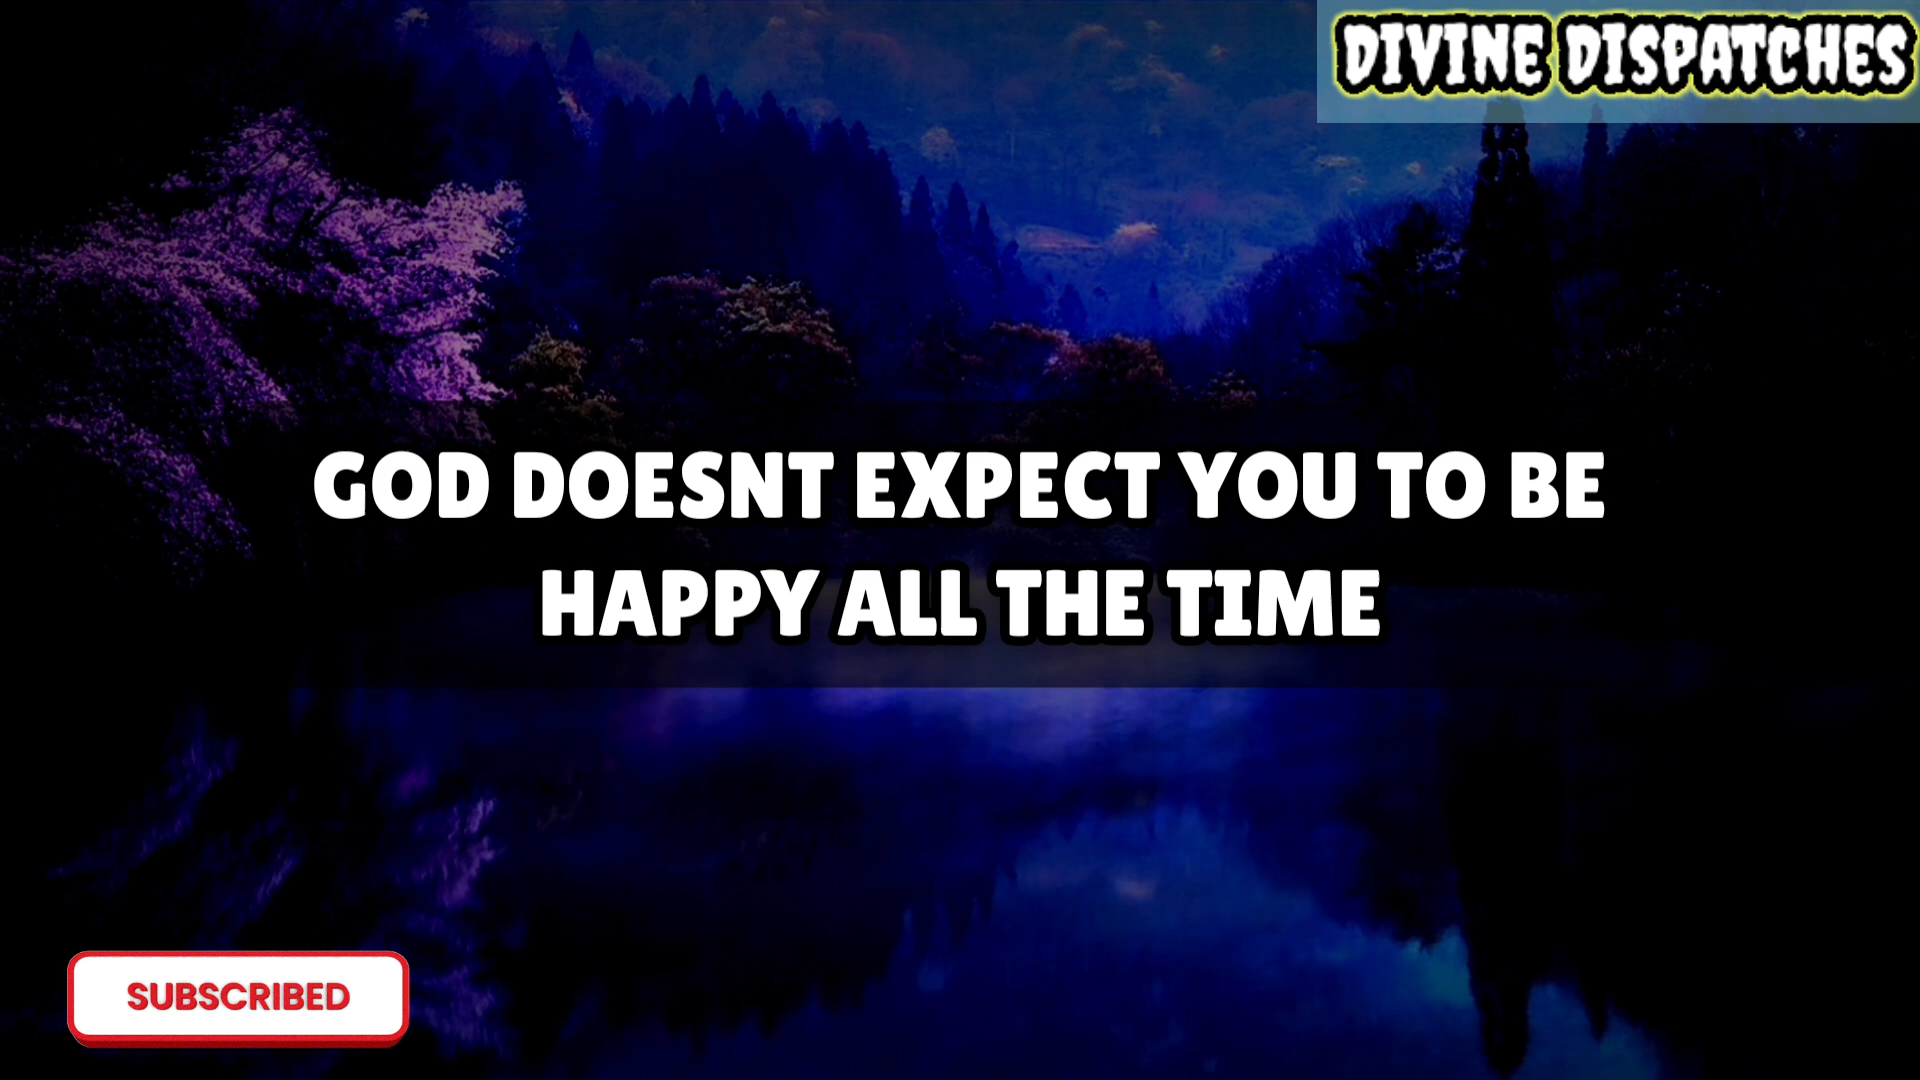 DIVINE DISPATCHES
GOD DOESNT EXPECT YOU TO BE
HAPPY ALL THE TIME
SUBSCRIBED